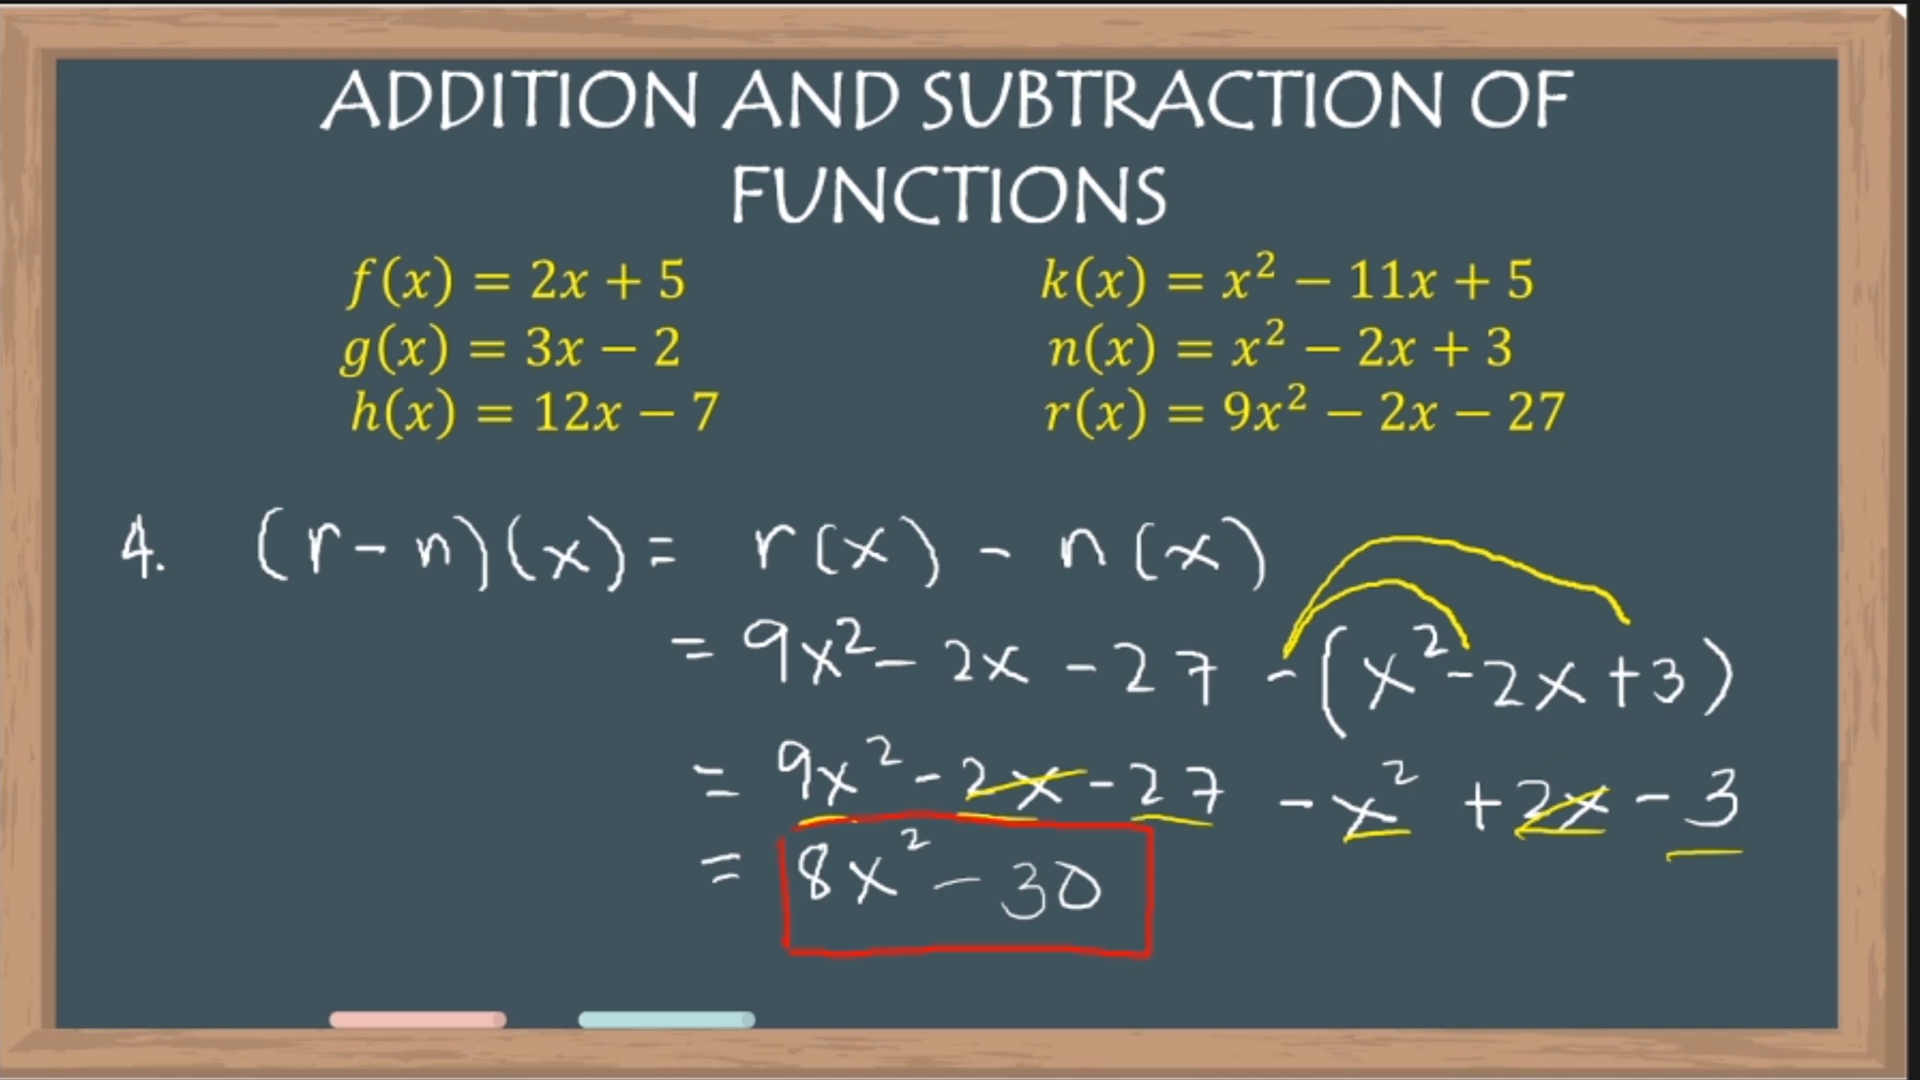 ADDITION AND SUBTRACTION OF
FUNCTIONS
f(x) = 2x + 5
g(x) = 3x − 2
h(x) = 12x − 7
k(x) = x² − 11x + 5
n(x) = x² − 2x + 3
r(x) = 9x² − 2x − 27
4. (r-n)(x) = r(x) - n(x)
= 9x² - 2x - 27 - (x² - 2x + 3)
= 9x² - 2x - 27 - x² + 2x - 3
= 8x² - 30